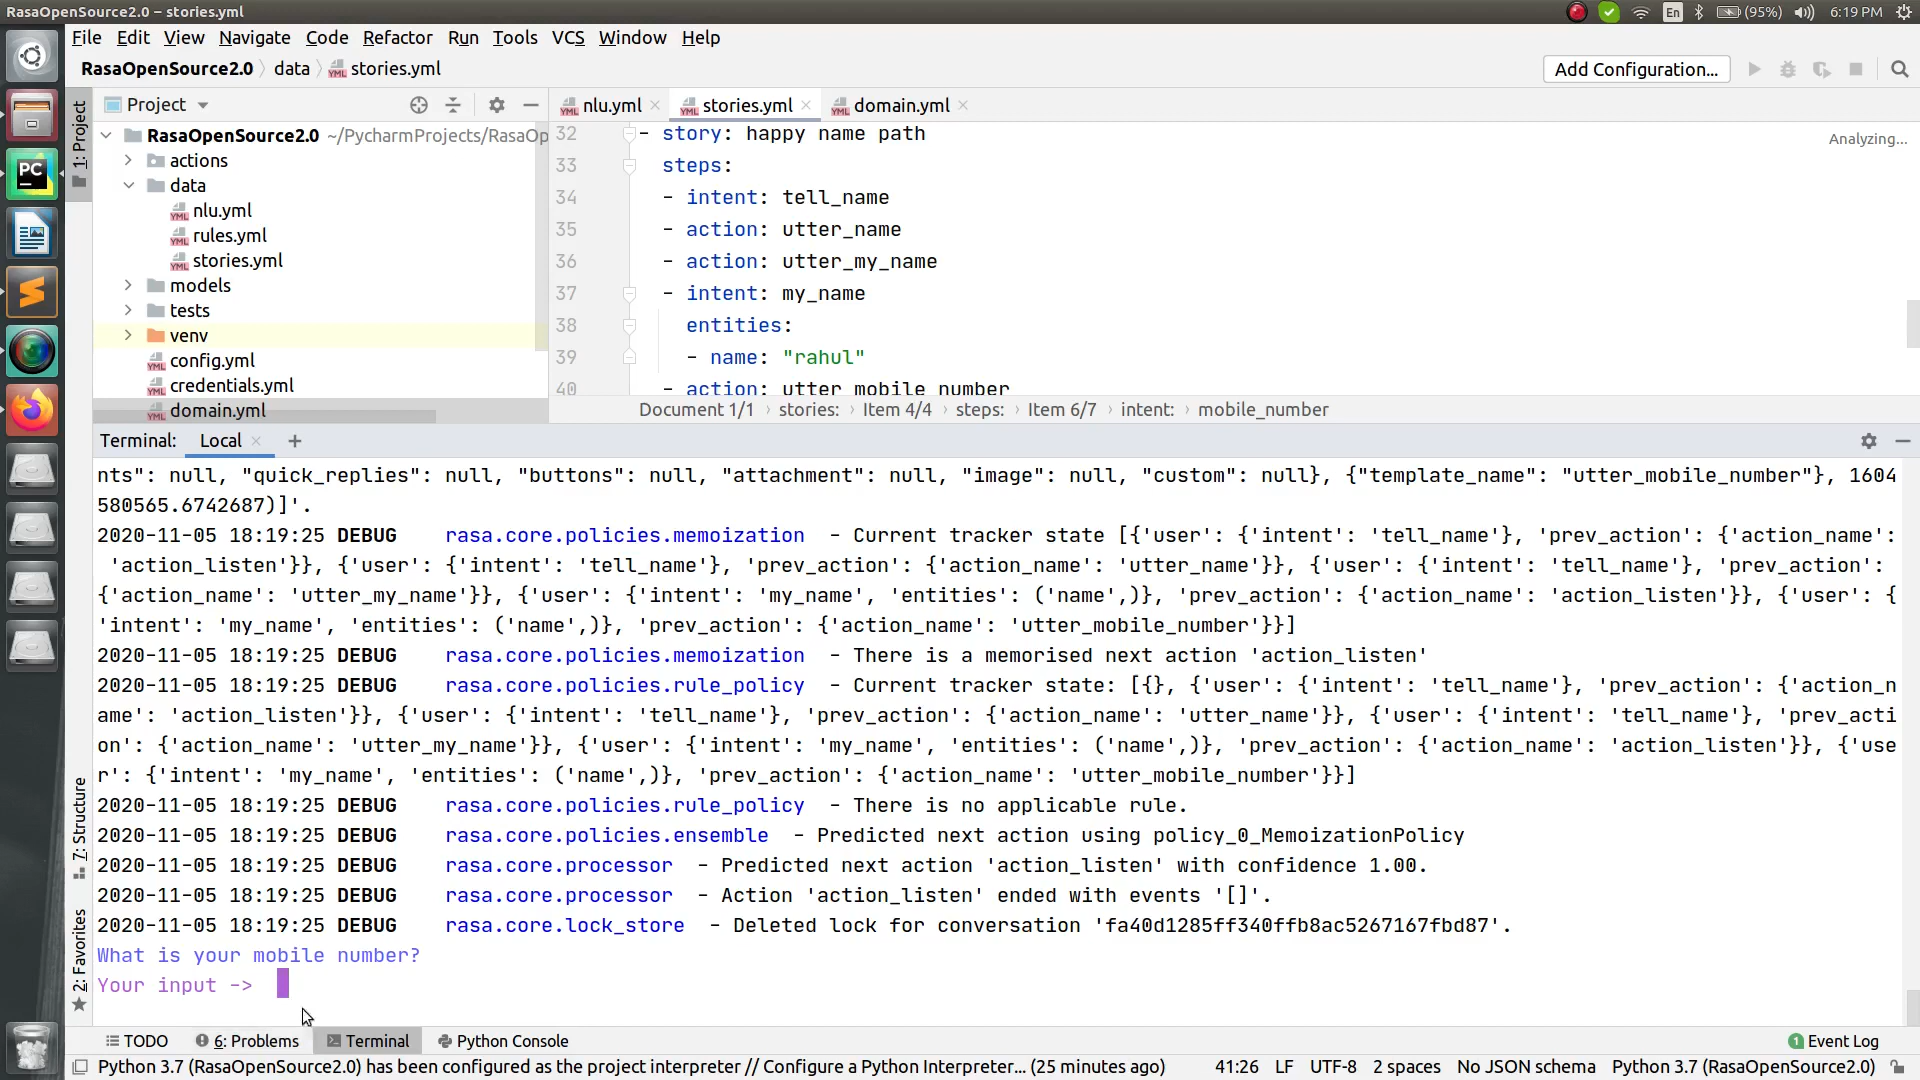 RasaOpenSource2.0 – stories.yml
En (95%) 6:19 PM
File Edit View Navigate Code Refactor Run Tools VCS Window Help
RasaOpenSource2.0 data stories.yml
Add Configuration...
Project
nlu.yml stories.yml domain.yml
1: Project
RasaOpenSource2.0 ~/PycharmProjects/RasaOp
actions
data
nlu.yml
rules.yml
stories.yml
models
tests
venv
config.yml
credentials.yml
domain.yml
Analyzing...
32 - story: happy name path
33 steps:
34 - intent: tell_name
35 - action: utter_name
36 - action: utter_my_name
37 - intent: my_name
38 entities:
39 - name: "rahul"
40 - action: utter_mobile_number
Document 1/1 › stories: › Item 4/4 › steps: › Item 6/7 › intent: › mobile_number
Terminal: Local
nts": null, "quick_replies": null, "buttons": null, "attachment": null, "image": null, "custom": null}, {"template_name": "utter_mobile_number"}, 1604
580565.6742687)]'.
2020-11-05 18:19:25 DEBUG rasa.core.policies.memoization - Current tracker state [{'user': {'intent': 'tell_name'}, 'prev_action': {'action_name':
'action_listen'}}, {'user': {'intent': 'tell_name'}, 'prev_action': {'action_name': 'utter_name'}}, {'user': {'intent': 'tell_name'}, 'prev_action':
{'action_name': 'utter_my_name'}}, {'user': {'intent': 'my_name', 'entities': ('name',)}, 'prev_action': {'action_name': 'action_listen'}}, {'user': {
'intent': 'my_name', 'entities': ('name',)}, 'prev_action': {'action_name': 'utter_mobile_number'}}]
2020-11-05 18:19:25 DEBUG rasa.core.policies.memoization - There is a memorised next action 'action_listen'
2020-11-05 18:19:25 DEBUG rasa.core.policies.rule_policy - Current tracker state: [{}, {'user': {'intent': 'tell_name'}, 'prev_action': {'action_n
ame': 'action_listen'}}, {'user': {'intent': 'tell_name'}, 'prev_action': {'action_name': 'utter_name'}}, {'user': {'intent': 'tell_name'}, 'prev_acti
on': {'action_name': 'utter_my_name'}}, {'user': {'intent': 'my_name', 'entities': ('name',)}, 'prev_action': {'action_name': 'action_listen'}}, {'use
r': {'intent': 'my_name', 'entities': ('name',)}, 'prev_action': {'action_name': 'utter_mobile_number'}}]
2020-11-05 18:19:25 DEBUG rasa.core.policies.rule_policy - There is no applicable rule.
2020-11-05 18:19:25 DEBUG rasa.core.policies.ensemble - Predicted next action using policy_0_MemoizationPolicy
2020-11-05 18:19:25 DEBUG rasa.core.processor - Predicted next action 'action_listen' with confidence 1.00.
2020-11-05 18:19:25 DEBUG rasa.core.processor - Action 'action_listen' ended with events '[]'.
2020-11-05 18:19:25 DEBUG rasa.core.lock_store - Deleted lock for conversation 'fa40d1285ff340ffb8ac5267167fbd87'.
What is your mobile number?
Your input ->
7: Structure
2: Favorites
TODO 6: Problems Terminal Python Console
1 Event Log
Python 3.7 (RasaOpenSource2.0) has been configured as the project interpreter // Configure a Python Interpreter... (25 minutes ago) 41:26 LF UTF-8 2 spaces No JSON schema Python 3.7 (RasaOpenSource2.0)
PC